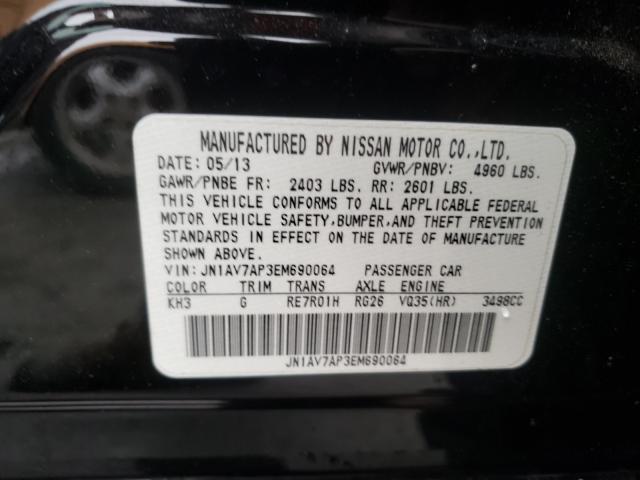 MANUFACTURED BY NISSAN MOTOR CO.,LTD.
DATE: 05/13 GVWR/PNBV: 4960 LBS.
GAWR/PNBE FR: 2403 LBS. RR: 2601 LBS.
THIS VEHICLE CONFORMS TO ALL APPLICABLE FEDERAL
MOTOR VEHICLE SAFETY,BUMPER,AND THEFT PREVENTION
STANDARDS IN EFFECT ON THE DATE OF MANUFACTURE
SHOWN ABOVE.
VIN: JN1AV7AP3EM690064 PASSENGER CAR
COLOR TRIM TRANS AXLE ENGINE
KH3 G RE7R01H RG26 VQ35(HR) 3498CC
JN1AV7AP3EM690064